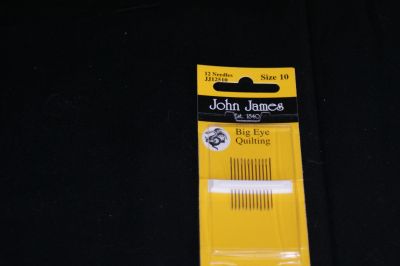 12 Needles
JJ12510
Size 10
John James
Est. 1840
Big Eye
Quilting